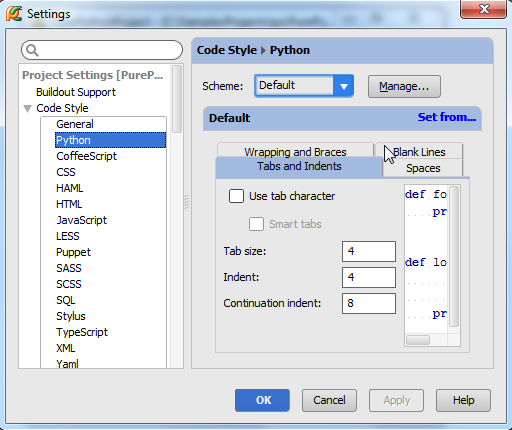 Settings
Project Settings [PureP...
Buildout Support
Code Style
General
Python
CoffeeScript
CSS
HAML
HTML
JavaScript
LESS
Puppet
SASS
SCSS
SQL
Stylus
TypeScript
XML
Yaml
Code Style ▸ Python
Scheme: Default Manage...
Default Set from...
Wrapping and Braces Blank Lines
Tabs and Indents Spaces
Use tab character
Smart tabs
Tab size: 4
Indent: 4
Continuation indent: 8
def fo
pr
def lo
pr
OK Cancel Apply Help